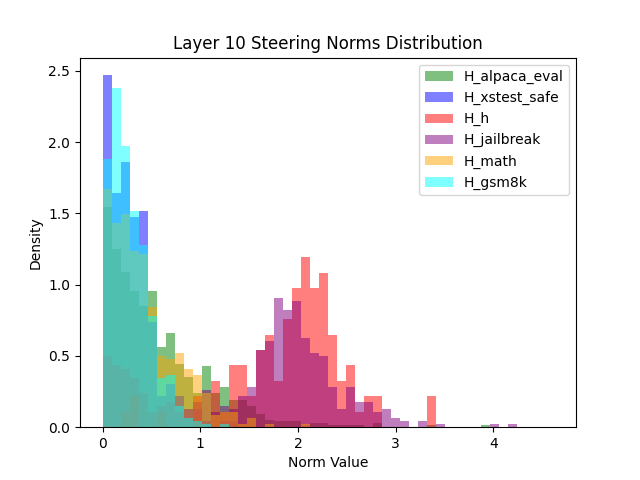 Layer 10 Steering Norms Distribution
H_alpaca_eval
H_xstest_safe
H_h
H_jailbreak
H_math
H_gsm8k
2.5
2.0
1.5
1.0
0.5
0.0
Density
0
1
2
3
4
Norm Value